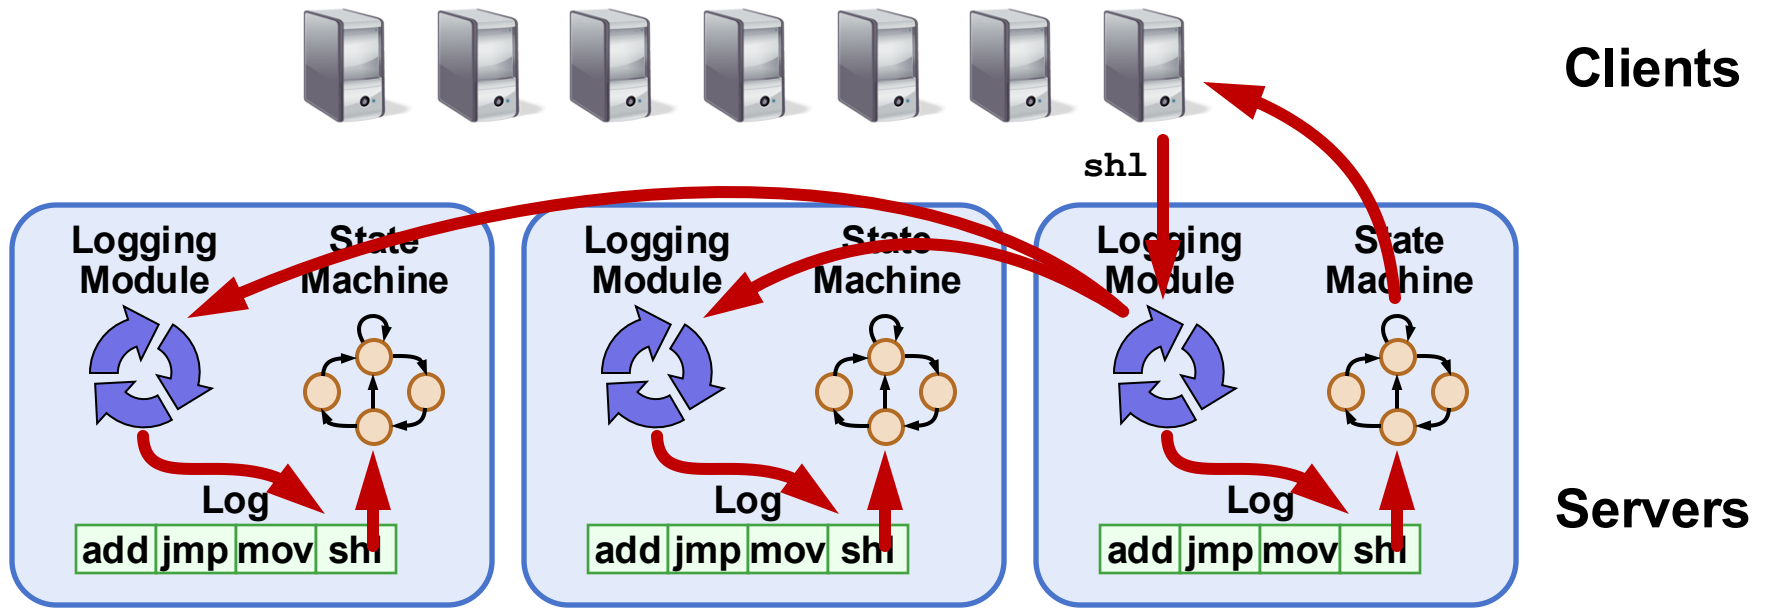 Clients
shl
Logging Module
State Machine
Logging Module
State Machine
Logging Module
State Machine
Log
Log
Log
Servers
add jmp mov shl
add jmp mov shl
add jmp mov shl